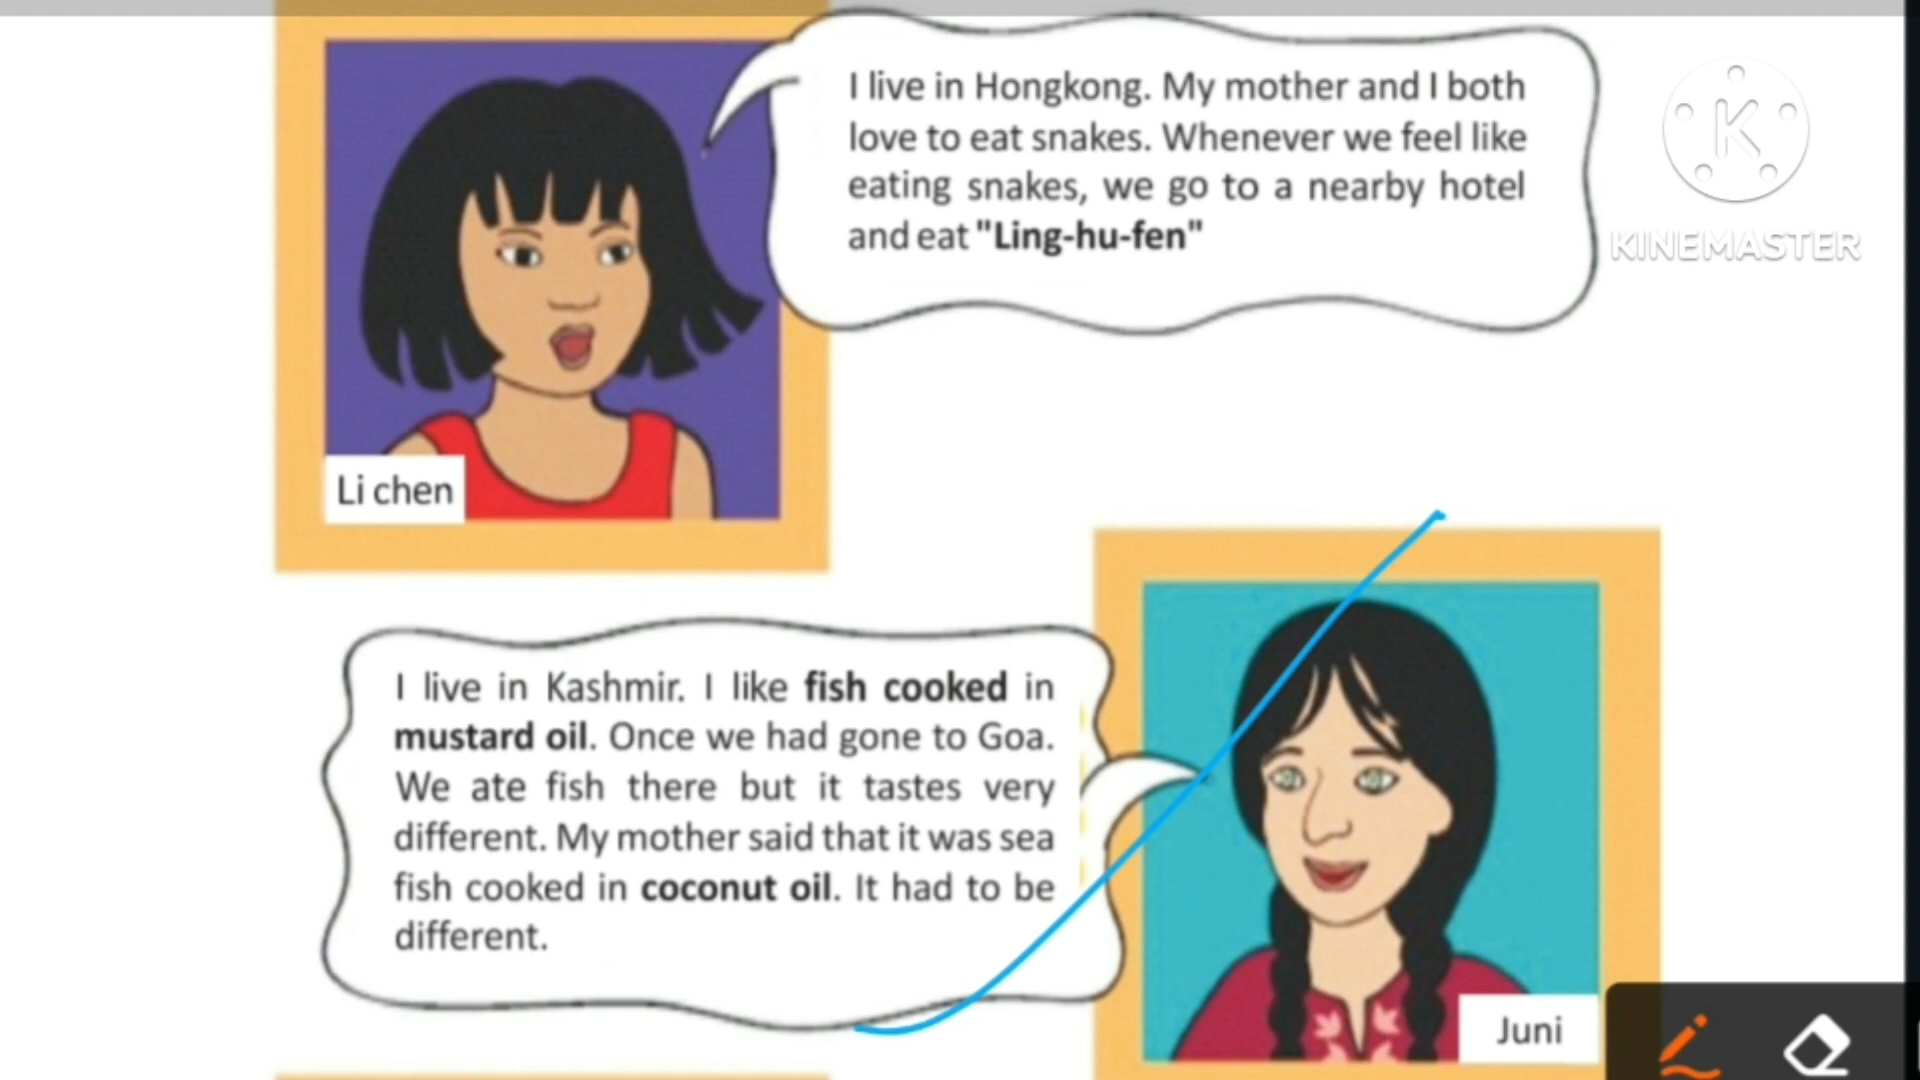 I live in Hongkong. My mother and I both
love to eat snakes. Whenever we feel like
eating snakes, we go to a nearby hotel
and eat "Ling-hu-fen"
KINEMASTER
Li chen
I live in Kashmir. I like fish cooked in
mustard oil. Once we had gone to Goa.
We ate fish there but it tastes very
different. My mother said that it was sea
fish cooked in coconut oil. It had to be
different.
Juni